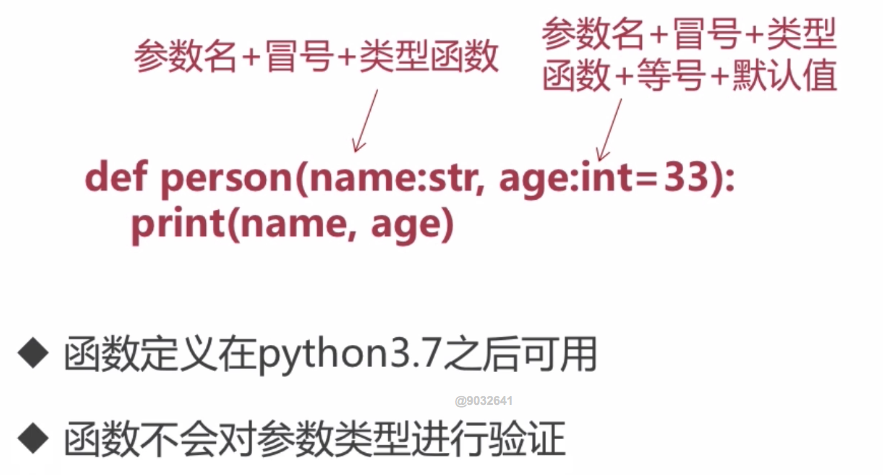 参数名+冒号+类型函数
参数名+冒号+类型
函数+等号+默认值
def person(name:str, age:int=33):
print(name, age)
◆ 函数定义在python3.7之后可用
@9032641
◆ 函数不会对参数类型进行验证